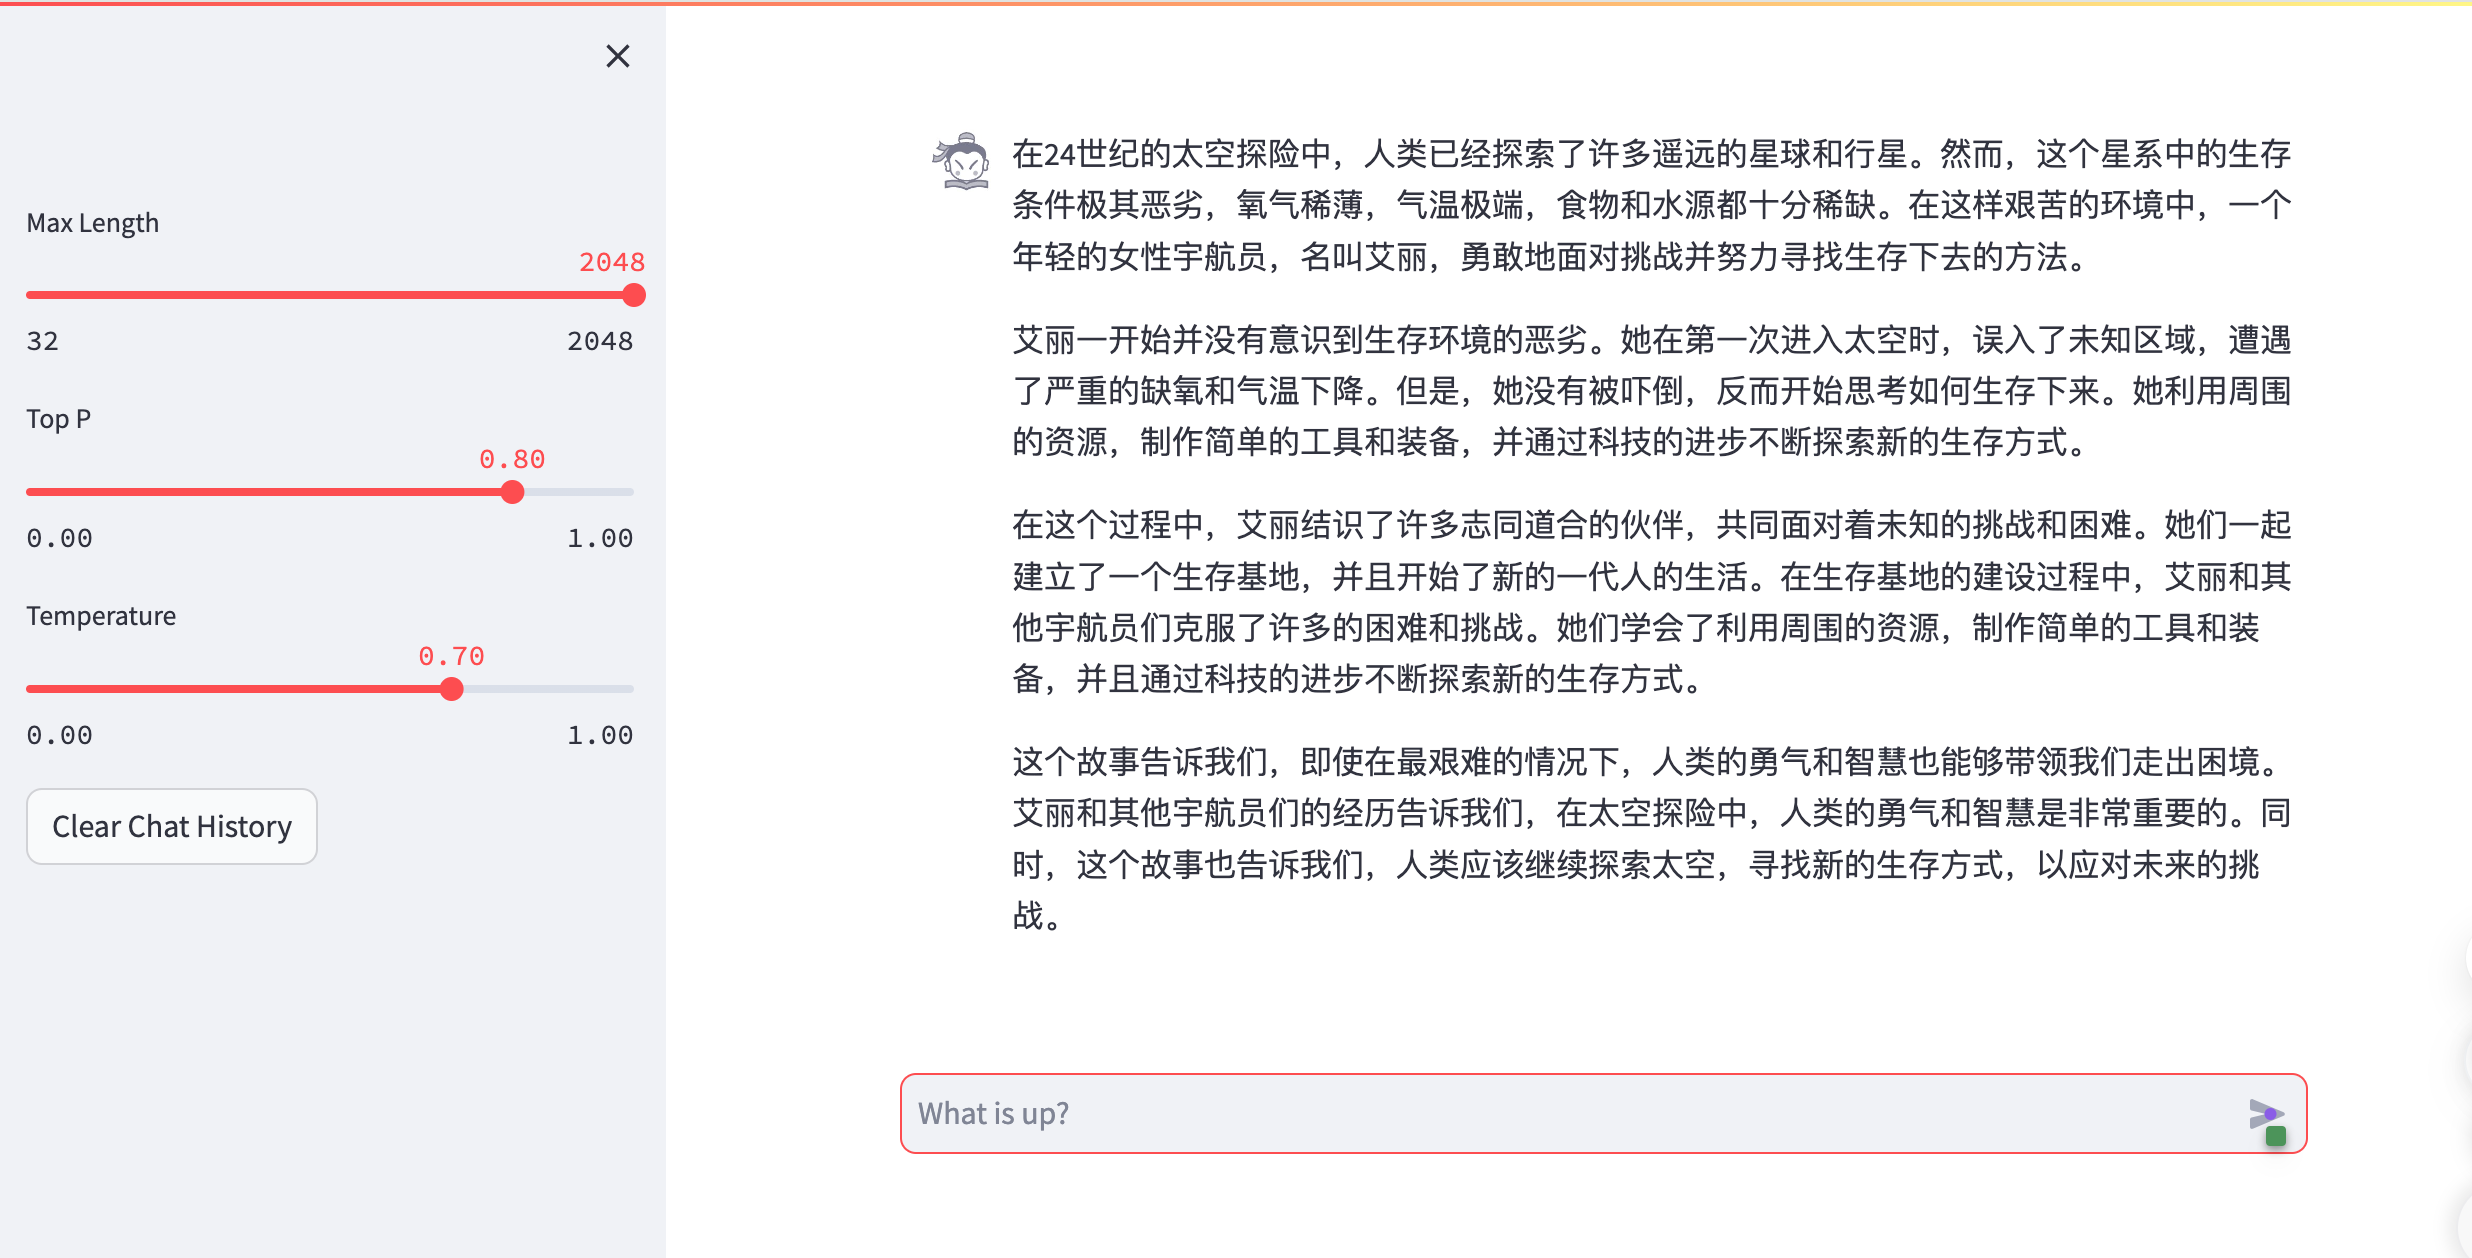 Max Length
2048
32 2048
Top P
0.80
0.00 1.00
Temperature
0.70
0.00 1.00
Clear Chat History
在24世纪的太空探险中，人类已经探索了许多遥远的星球和行星。然而，这个星系中的生存
条件极其恶劣，氧气稀薄，气温极端，食物和水源都十分稀缺。在这样艰苦的环境中，一个
年轻的女性宇航员，名叫艾丽，勇敢地面对挑战并努力寻找生存下去的方法。
艾丽一开始并没有意识到生存环境的恶劣。她在第一次进入太空时，误入了未知区域，遭遇
了严重的缺氧和气温下降。但是，她没有被吓倒，反而开始思考如何生存下来。她利用周围
的资源，制作简单的工具和装备，并通过科技的进步不断探索新的生存方式。
在这个过程中，艾丽结识了许多志同道合的伙伴，共同面对着未知的挑战和困难。她们一起
建立了一个生存基地，并且开始了新的一代人的生活。在生存基地的建设过程中，艾丽和其
他宇航员们克服了许多的困难和挑战。她们学会了利用周围的资源，制作简单的工具和装
备，并且通过科技的进步不断探索新的生存方式。
这个故事告诉我们，即使在最艰难的情况下，人类的勇气和智慧也能够带领我们走出困境。
艾丽和其他宇航员们的经历告诉我们，在太空探险中，人类的勇气和智慧是非常重要的。同
时，这个故事也告诉我们，人类应该继续探索太空，寻找新的生存方式，以应对未来的挑
战。
What is up?